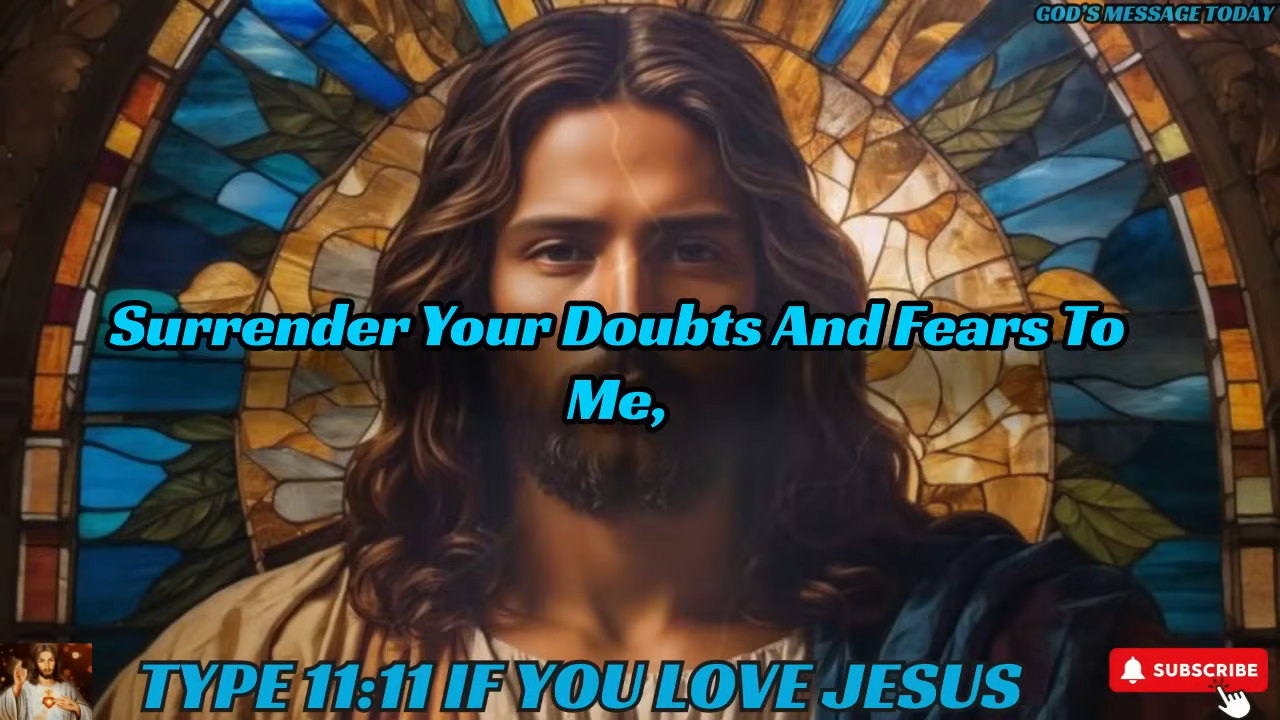 GOD'S MESSAGE TODAY
Surrender Your Doubts And Fears To
Me,
TYPE 11:11 IF YOU LOVE JESUS
SUBSCRIBE